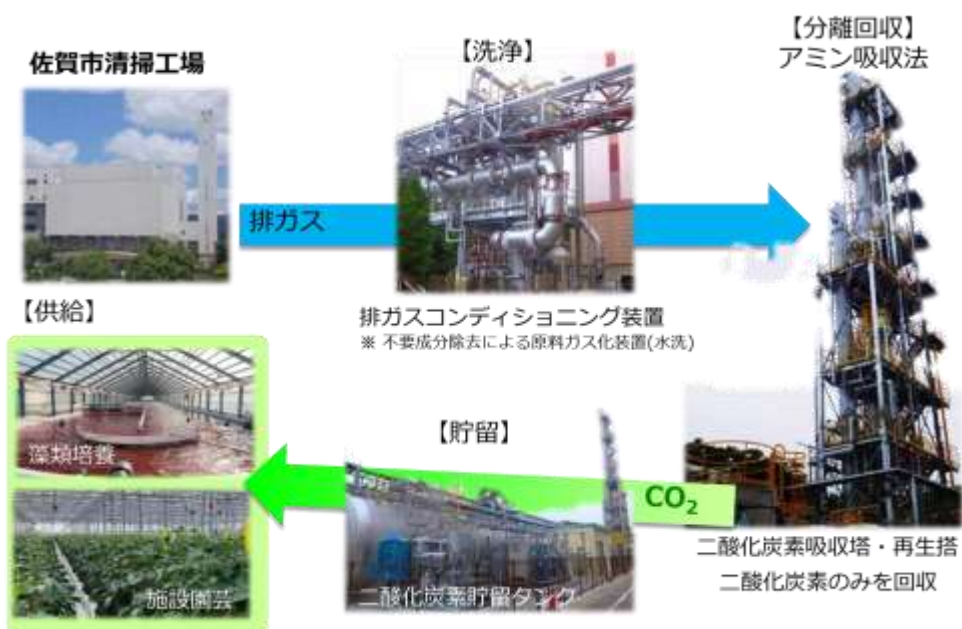 佐賀市清掃工場
【洗浄】
【分離回収】
アミン吸収法
排ガス
排ガスコンディショニング装置
※ 不要成分除去による原料ガス化装置(水洗)
【供給】
藻類培養
施設園芸
【貯留】
二酸化炭素貯留タンク
CO₂
二酸化炭素吸収塔・再生搭
二酸化炭素のみを回収